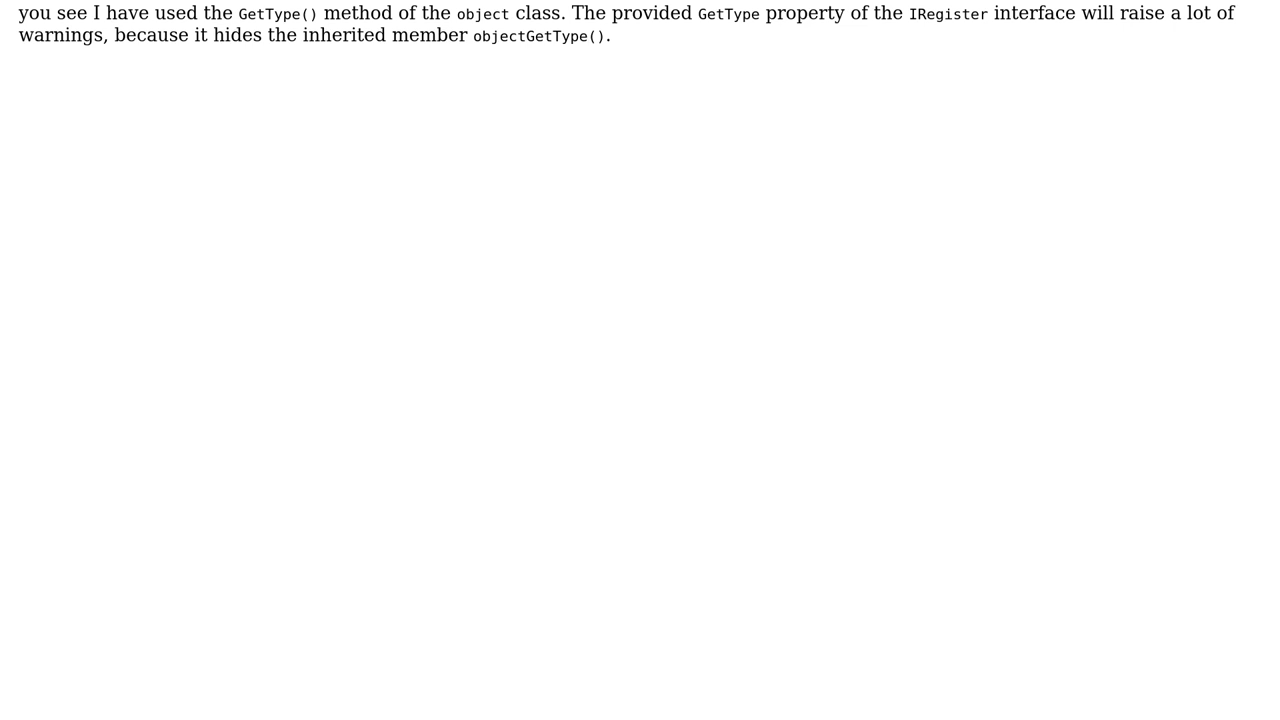 you see I have used the GetType() method of the object class. The provided GetType property of the IRegister interface will raise a lot of
warnings, because it hides the inherited member objectGetType().